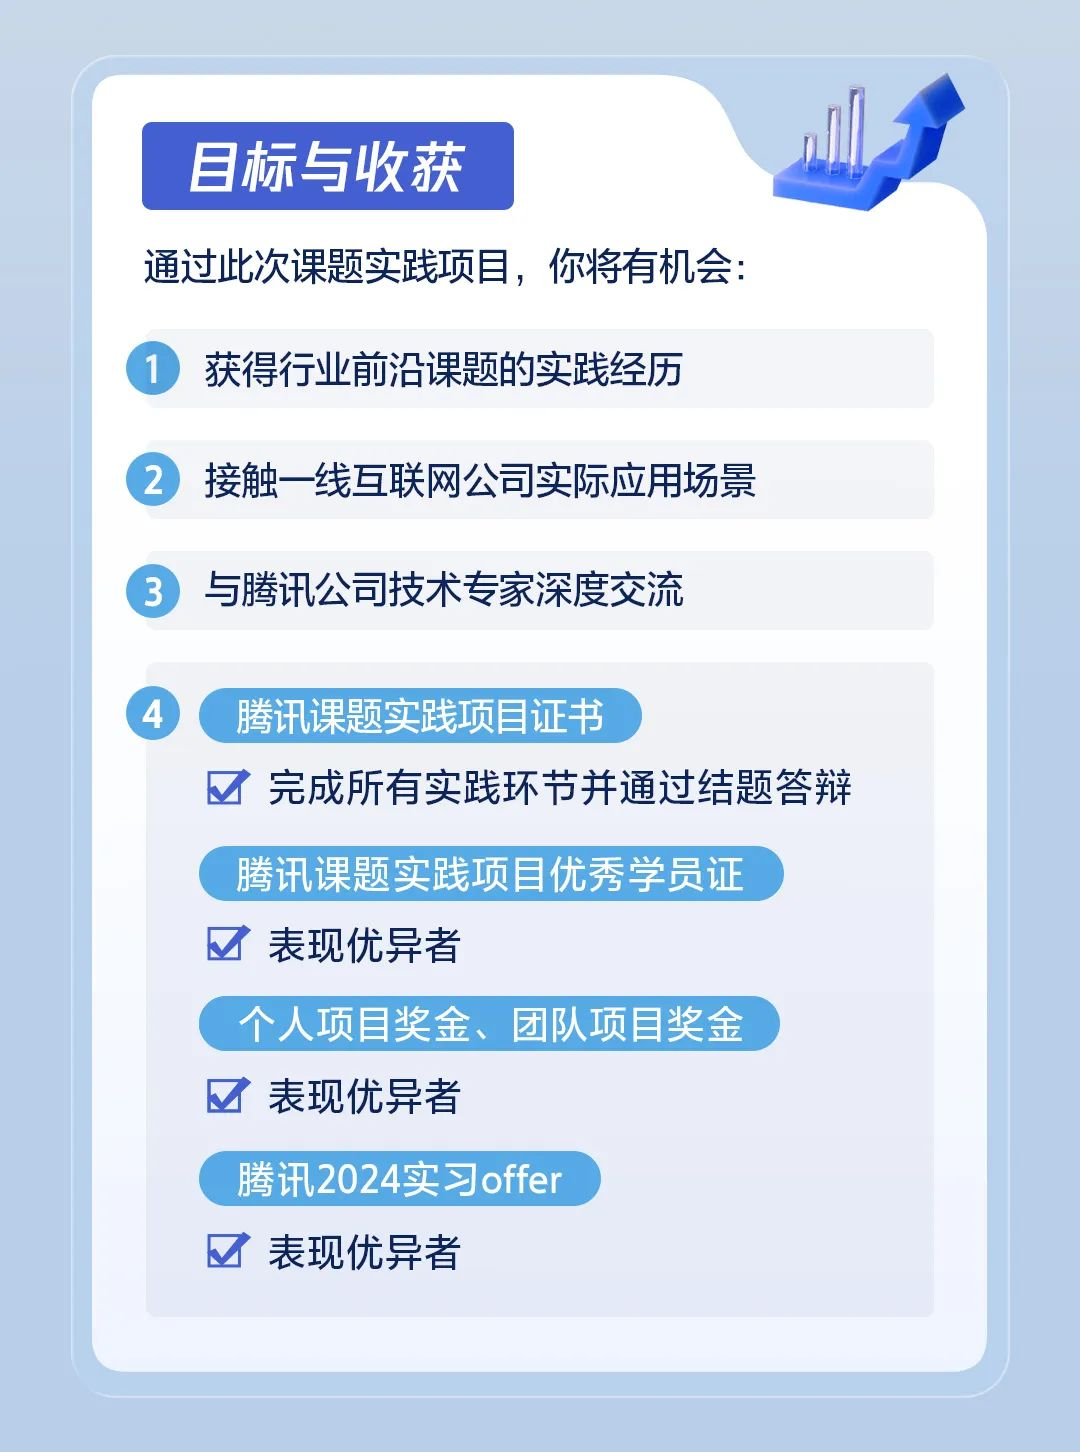 目标与收获
通过此次课题实践项目，你将有机会：
1 获得行业前沿课题的实践经历
2 接触一线互联网公司实际应用场景
3 与腾讯公司技术专家深度交流
4 腾讯课题实践项目证书
完成所有实践环节并通过结题答辩
腾讯课题实践项目优秀学员证
表现优异者
个人项目奖金、团队项目奖金
表现优异者
腾讯2024实习offer
表现优异者